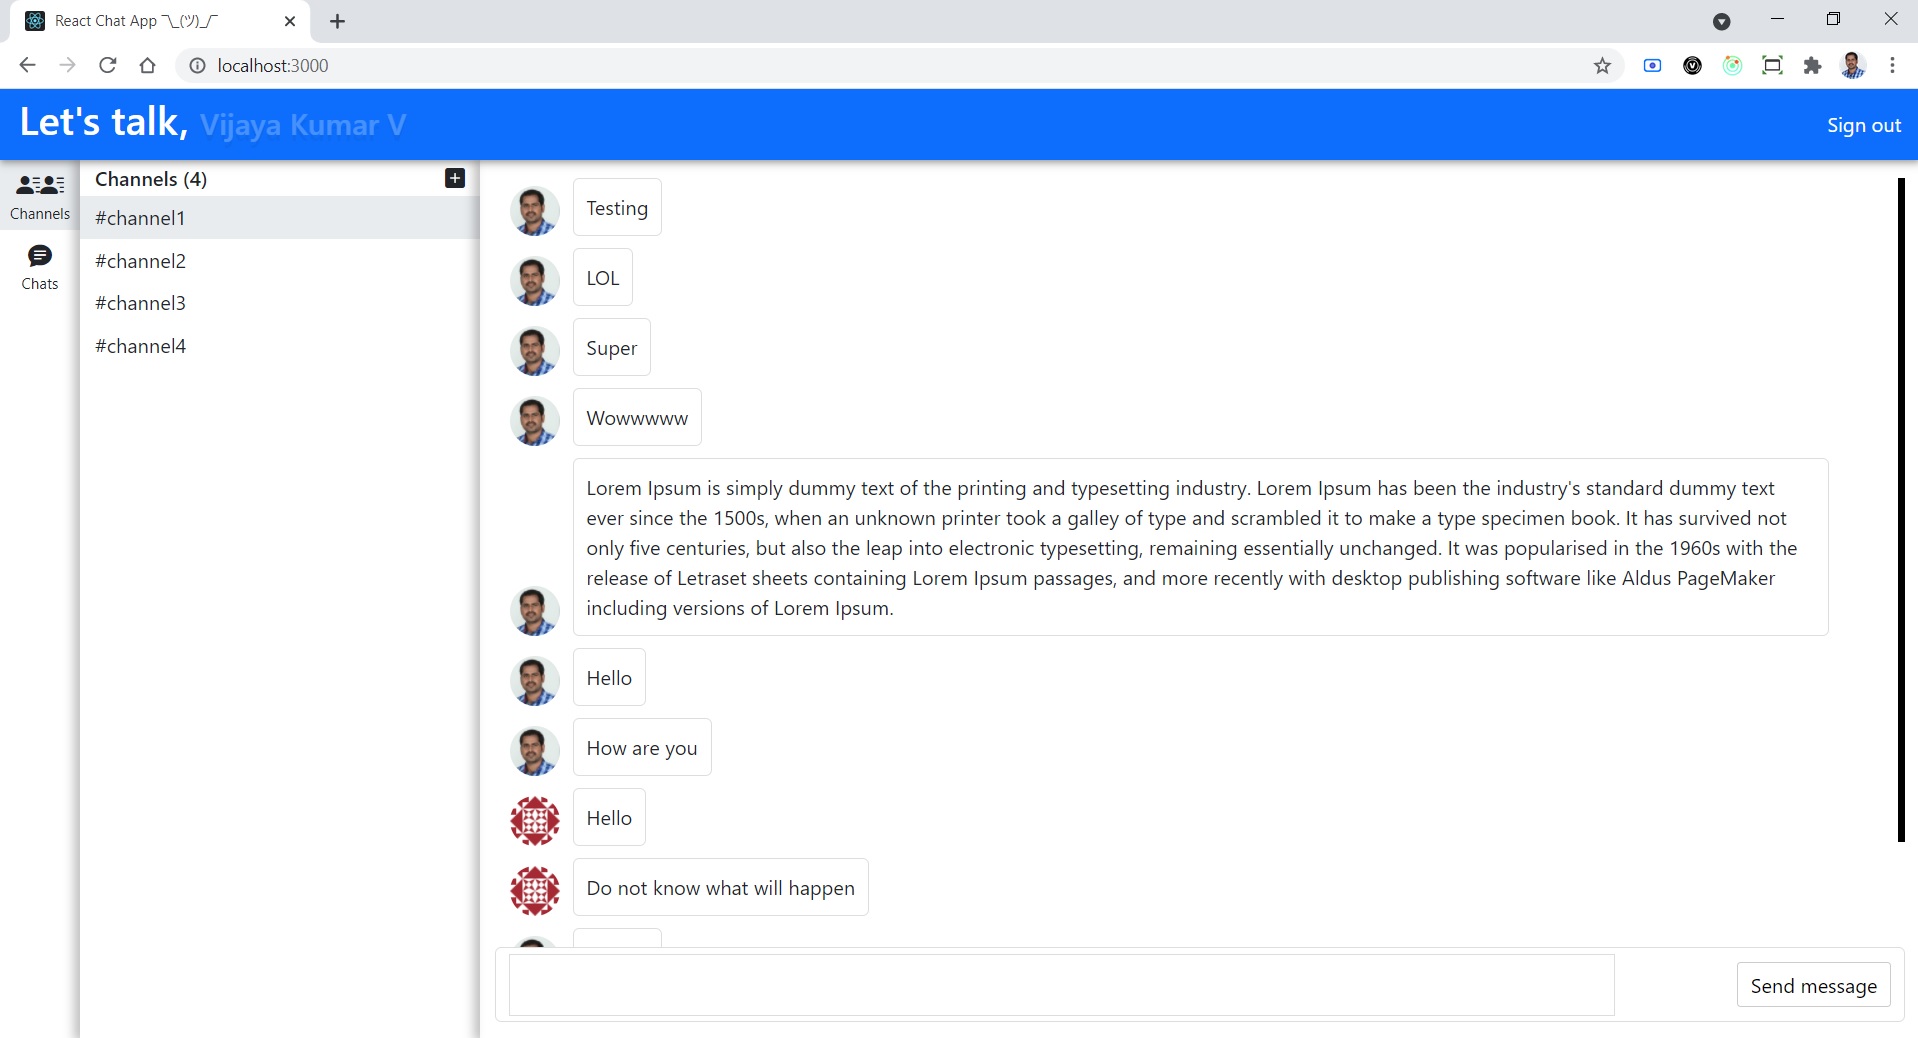 React Chat App ¯\_(ツ)_/¯
localhost:3000
Let's talk, Vijaya Kumar V
Sign out
Channels
Chats
Channels (4)
#channel1
#channel2
#channel3
#channel4
Testing
LOL
Super
Wowwwww
Lorem Ipsum is simply dummy text of the printing and typesetting industry. Lorem Ipsum has been the industry's standard dummy text
ever since the 1500s, when an unknown printer took a galley of type and scrambled it to make a type specimen book. It has survived not
only five centuries, but also the leap into electronic typesetting, remaining essentially unchanged. It was popularised in the 1960s with the
release of Letraset sheets containing Lorem Ipsum passages, and more recently with desktop publishing software like Aldus PageMaker
including versions of Lorem Ipsum.
Hello
How are you
Hello
Do not know what will happen
Send message